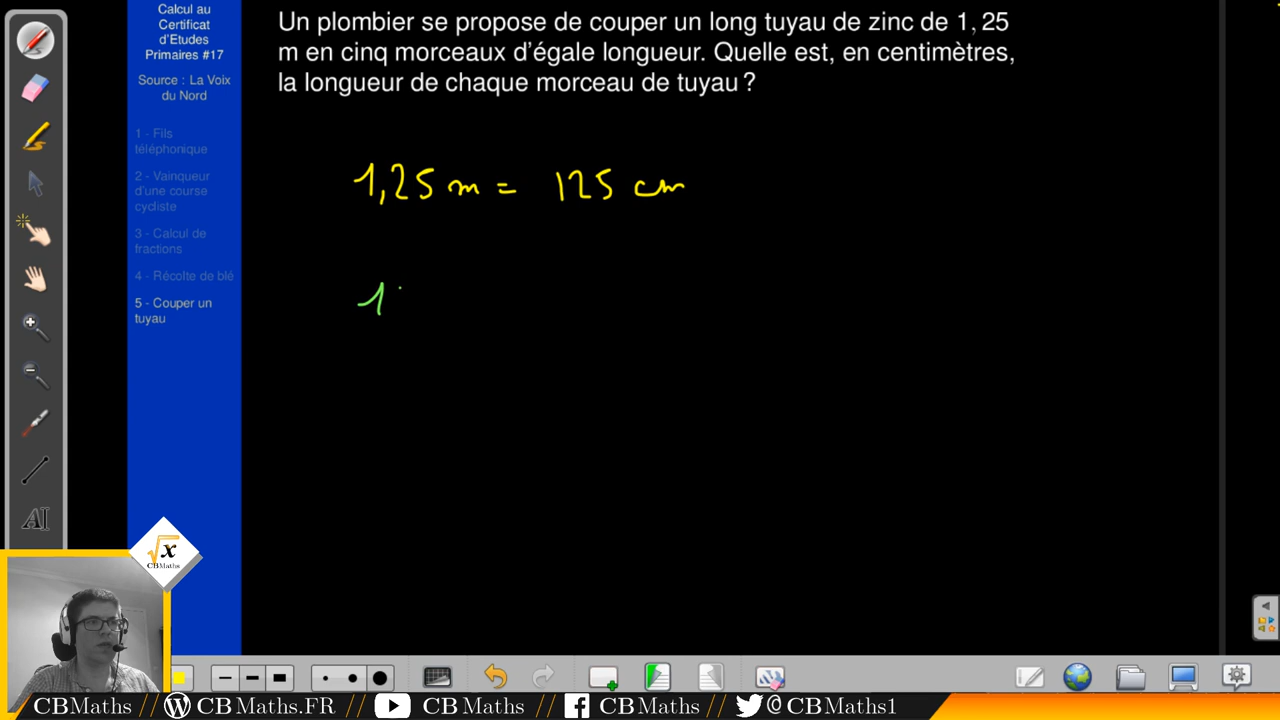 Calcul au
Certificat
d'Etudes
Primaires #17
Source : La Voix
du Nord
1 - Fils
téléphonique
2 - Vainqueur
d'une course
cycliste
3 - Calcul de
fractions
4 - Récolte de blé
5 - Couper un
tuyau
Un plombier se propose de couper un long tuyau de zinc de 1, 25
m en cinq morceaux d'égale longueur. Quelle est, en centimètres,
la longueur de chaque morceau de tuyau ?
1,25 m = 125 cm
1
AI
√x
CBMaths
CBMaths CBMaths.FR CBMaths CBMaths @CBMaths1